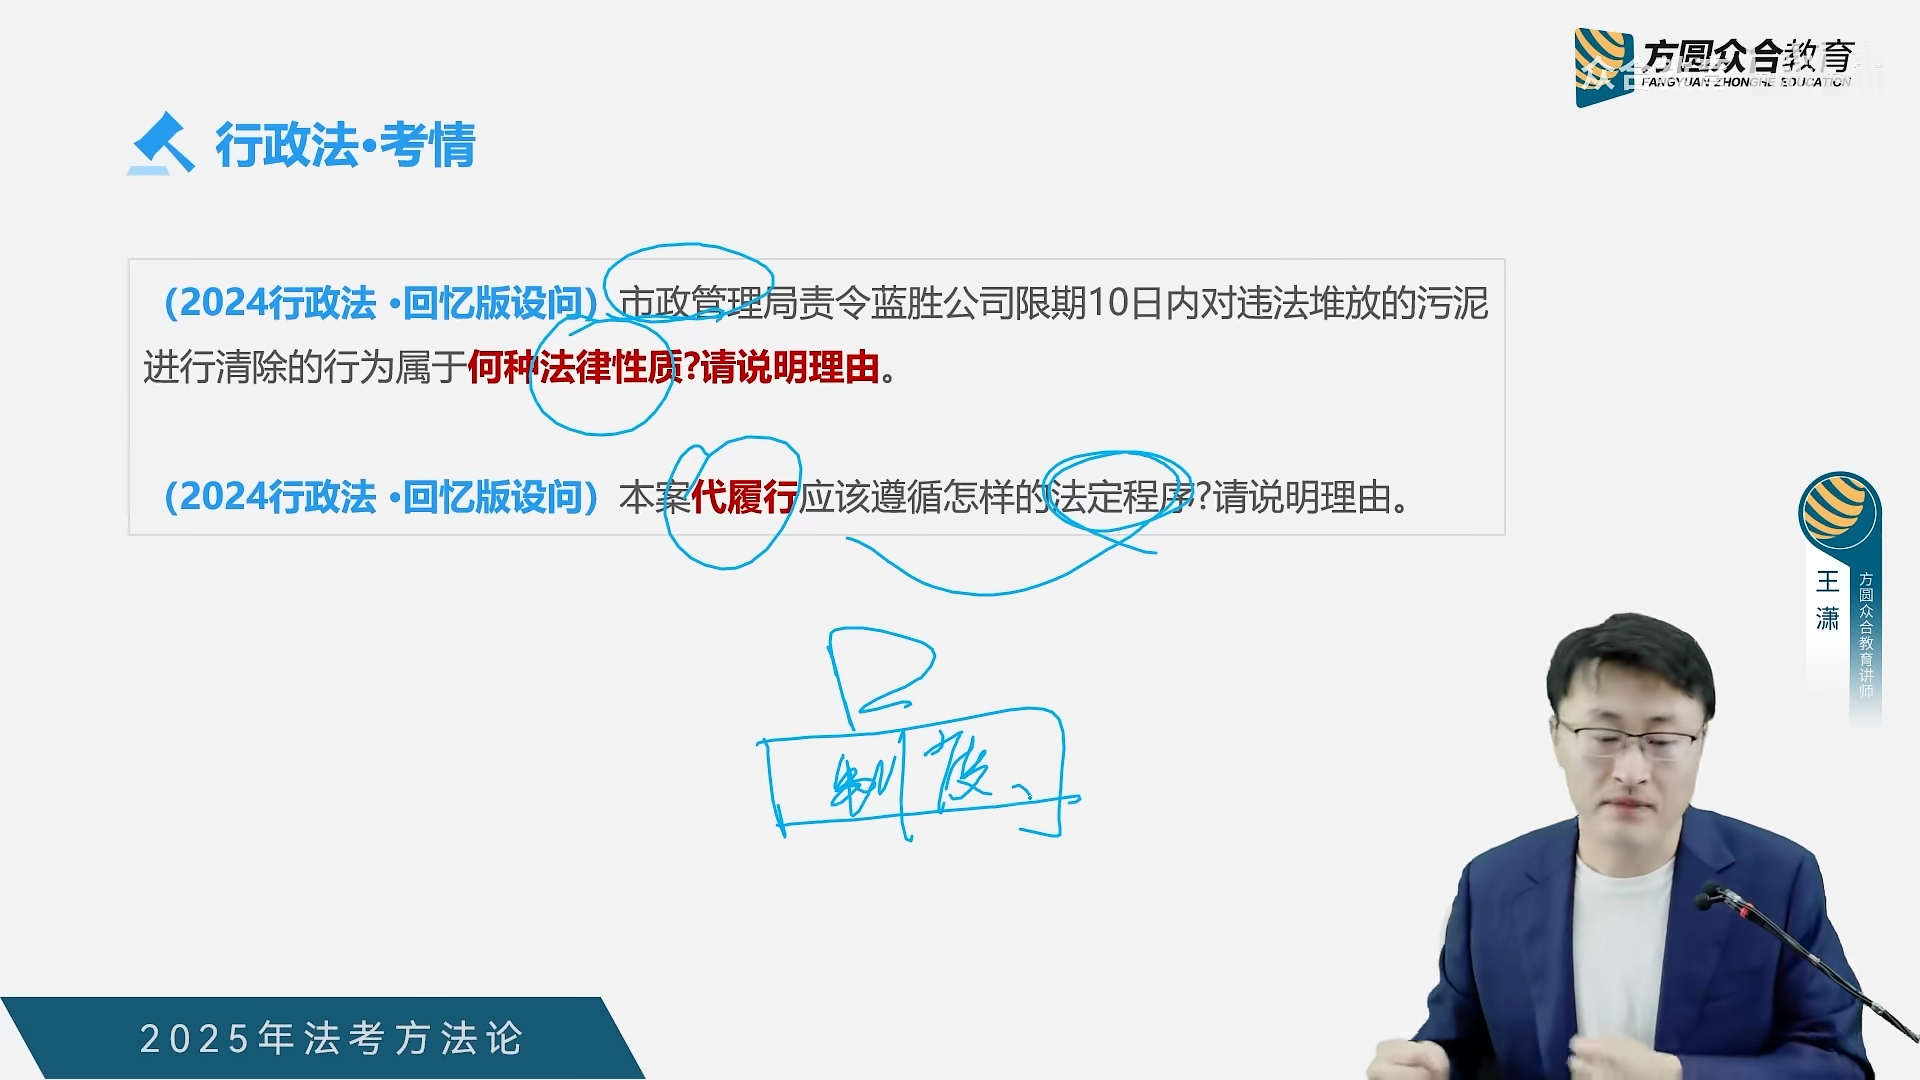 方圆众合教育
FANGYUAN ZHONGHE EDUCATION
行政法·考情
（2024行政法·回忆版设问）市政管理局责令蓝胜公司限期10日内对违法堆放的污泥
进行清除的行为属于何种法律性质?请说明理由。
（2024行政法·回忆版设问）本案代履行应该遵循怎样的法定程序?请说明理由。
制度、
王潇
方圆众合教育讲师
2025年法考方法论